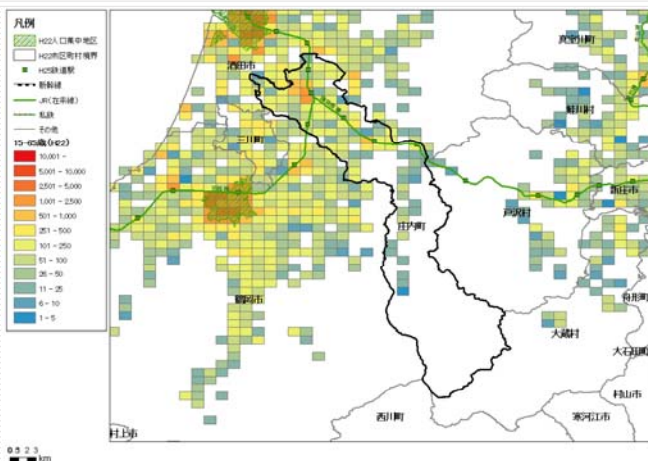 凡例
H22人口集中地区
H22市区町村境界
H25鉄道駅
新幹線
JR(在来線)
私鉄
その他
15-65歳(H22)
10,001 -
5,001 - 10,000
2,501 - 5,000
1,001 - 2,500
501 - 1,000
251 - 500
101 - 250
51 - 100
26 - 50
11 - 25
6 - 10
1 - 5
酒田市
真室川町
鮭川村
三川町
新庄市
戸沢村
庄内町
鶴岡市
舟形町
大蔵村
大石田町
村山市
西川町
寒河江市
村上市
km